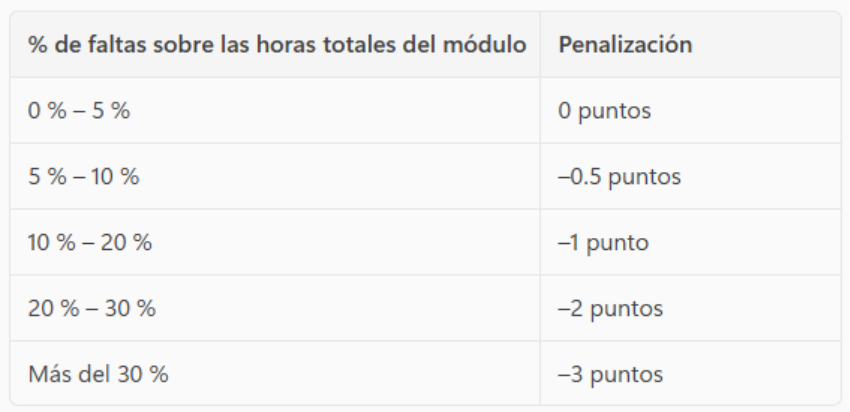 % de faltas sobre las horas totales del módulo Penalización
0 % – 5 % 0 puntos
5 % – 10 % –0.5 puntos
10 % – 20 % –1 punto
20 % – 30 % –2 puntos
Más del 30 % –3 puntos